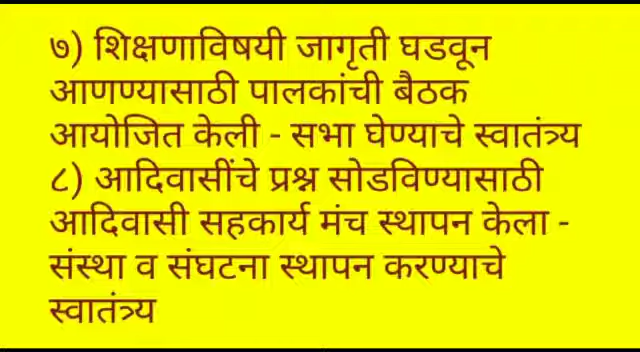 ७) शिक्षणाविषयी जागृती घडवून
आणण्यासाठी पालकांची बैठक
आयोजित केली - सभा घेण्याचे स्वातंत्र्य
८) आदिवासींचे प्रश्न सोडविण्यासाठी
आदिवासी सहकार्य मंच स्थापन केला -
संस्था व संघटना स्थापन करण्याचे
स्वातंत्र्य